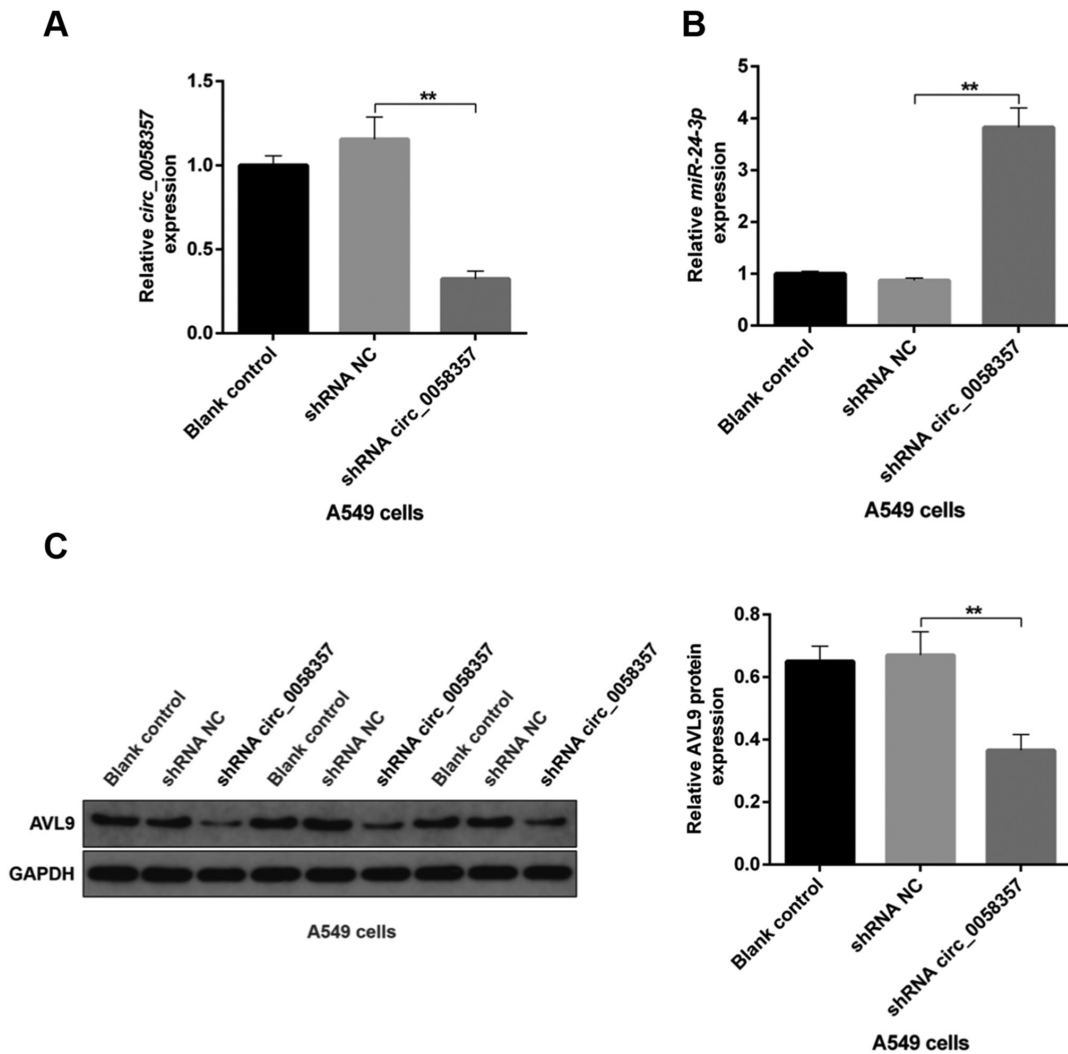 A
Relative circ_0058357
expression
1.5
1.0
0.5
0.0
**
Blank control
shRNA NC
shRNA circ_0058357
A549 cells
B
Relative miR-24-3p
expression
5
4
3
2
1
0
**
Blank control
shRNA NC
shRNA circ_0058357
A549 cells
C
Blank control
shRNA NC
shRNA circ_0058357
Blank control
shRNA NC
shRNA circ_0058357
Blank control
shRNA NC
shRNA circ_0058357
AVL9
GAPDH
A549 cells
Relative AVL9 protein
expression
0.8
0.6
0.4
0.2
0.0
**
Blank control
shRNA NC
shRNA circ_0058357
A549 cells